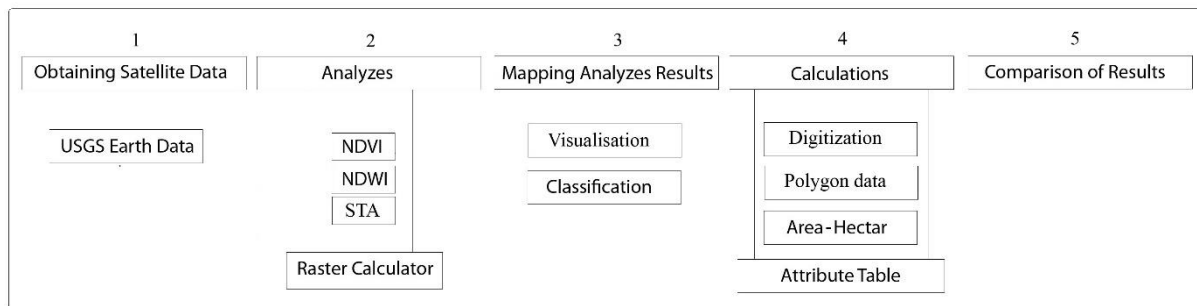 1
Obtaining Satellite Data
USGS Earth Data
2
Analyzes
NDVI
NDWI
STA
Raster Calculator
3
Mapping Analyzes Results
Visualisation
Classification
4
Calculations
Digitization
Polygon data
Area-Hectar
Attribute Table
5
Comparison of Results